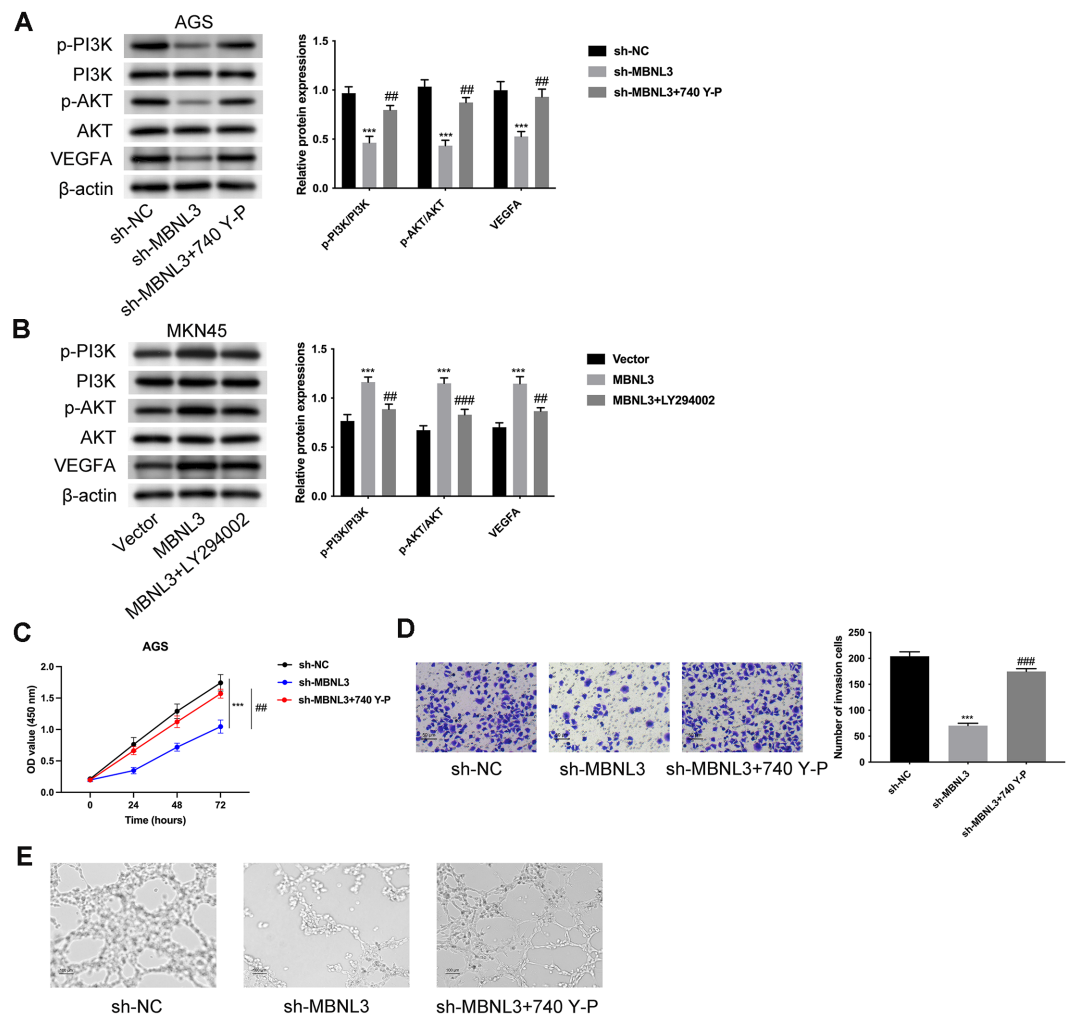 A
AGS
p-PI3K
PI3K
p-AKT
AKT
VEGFA
β-actin
sh-NC
sh-MBNL3
sh-MBNL3+740 Y-P
Relative protein expressions
1.5
1.0
0.5
0.0
***
##
***
##
***
##
p-PI3K/PI3K
p-AKT/AKT
VEGFA
sh-NC
sh-MBNL3
sh-MBNL3+740 Y-P
B
MKN45
p-PI3K
PI3K
p-AKT
AKT
VEGFA
β-actin
Vector
MBNL3
MBNL3+LY294002
Relative protein expressions
1.5
1.0
0.5
0.0
***
##
***
###
***
##
p-PI3K/PI3K
p-AKT/AKT
VEGFA
Vector
MBNL3
MBNL3+LY294002
C
AGS
OD value (450 nm)
2.0
1.5
1.0
0.5
0.0
0 24 48 72
Time (hours)
sh-NC
sh-MBNL3
sh-MBNL3+740 Y-P
***
##
D
sh-NC
sh-MBNL3
sh-MBNL3+740 Y-P
Number of invasion cells
250
200
150
100
50
0
***
###
sh-NC
sh-MBNL3
sh-MBNL3+740 Y-P
E
100 μm
sh-NC
sh-MBNL3
100 μm
sh-MBNL3+740 Y-P